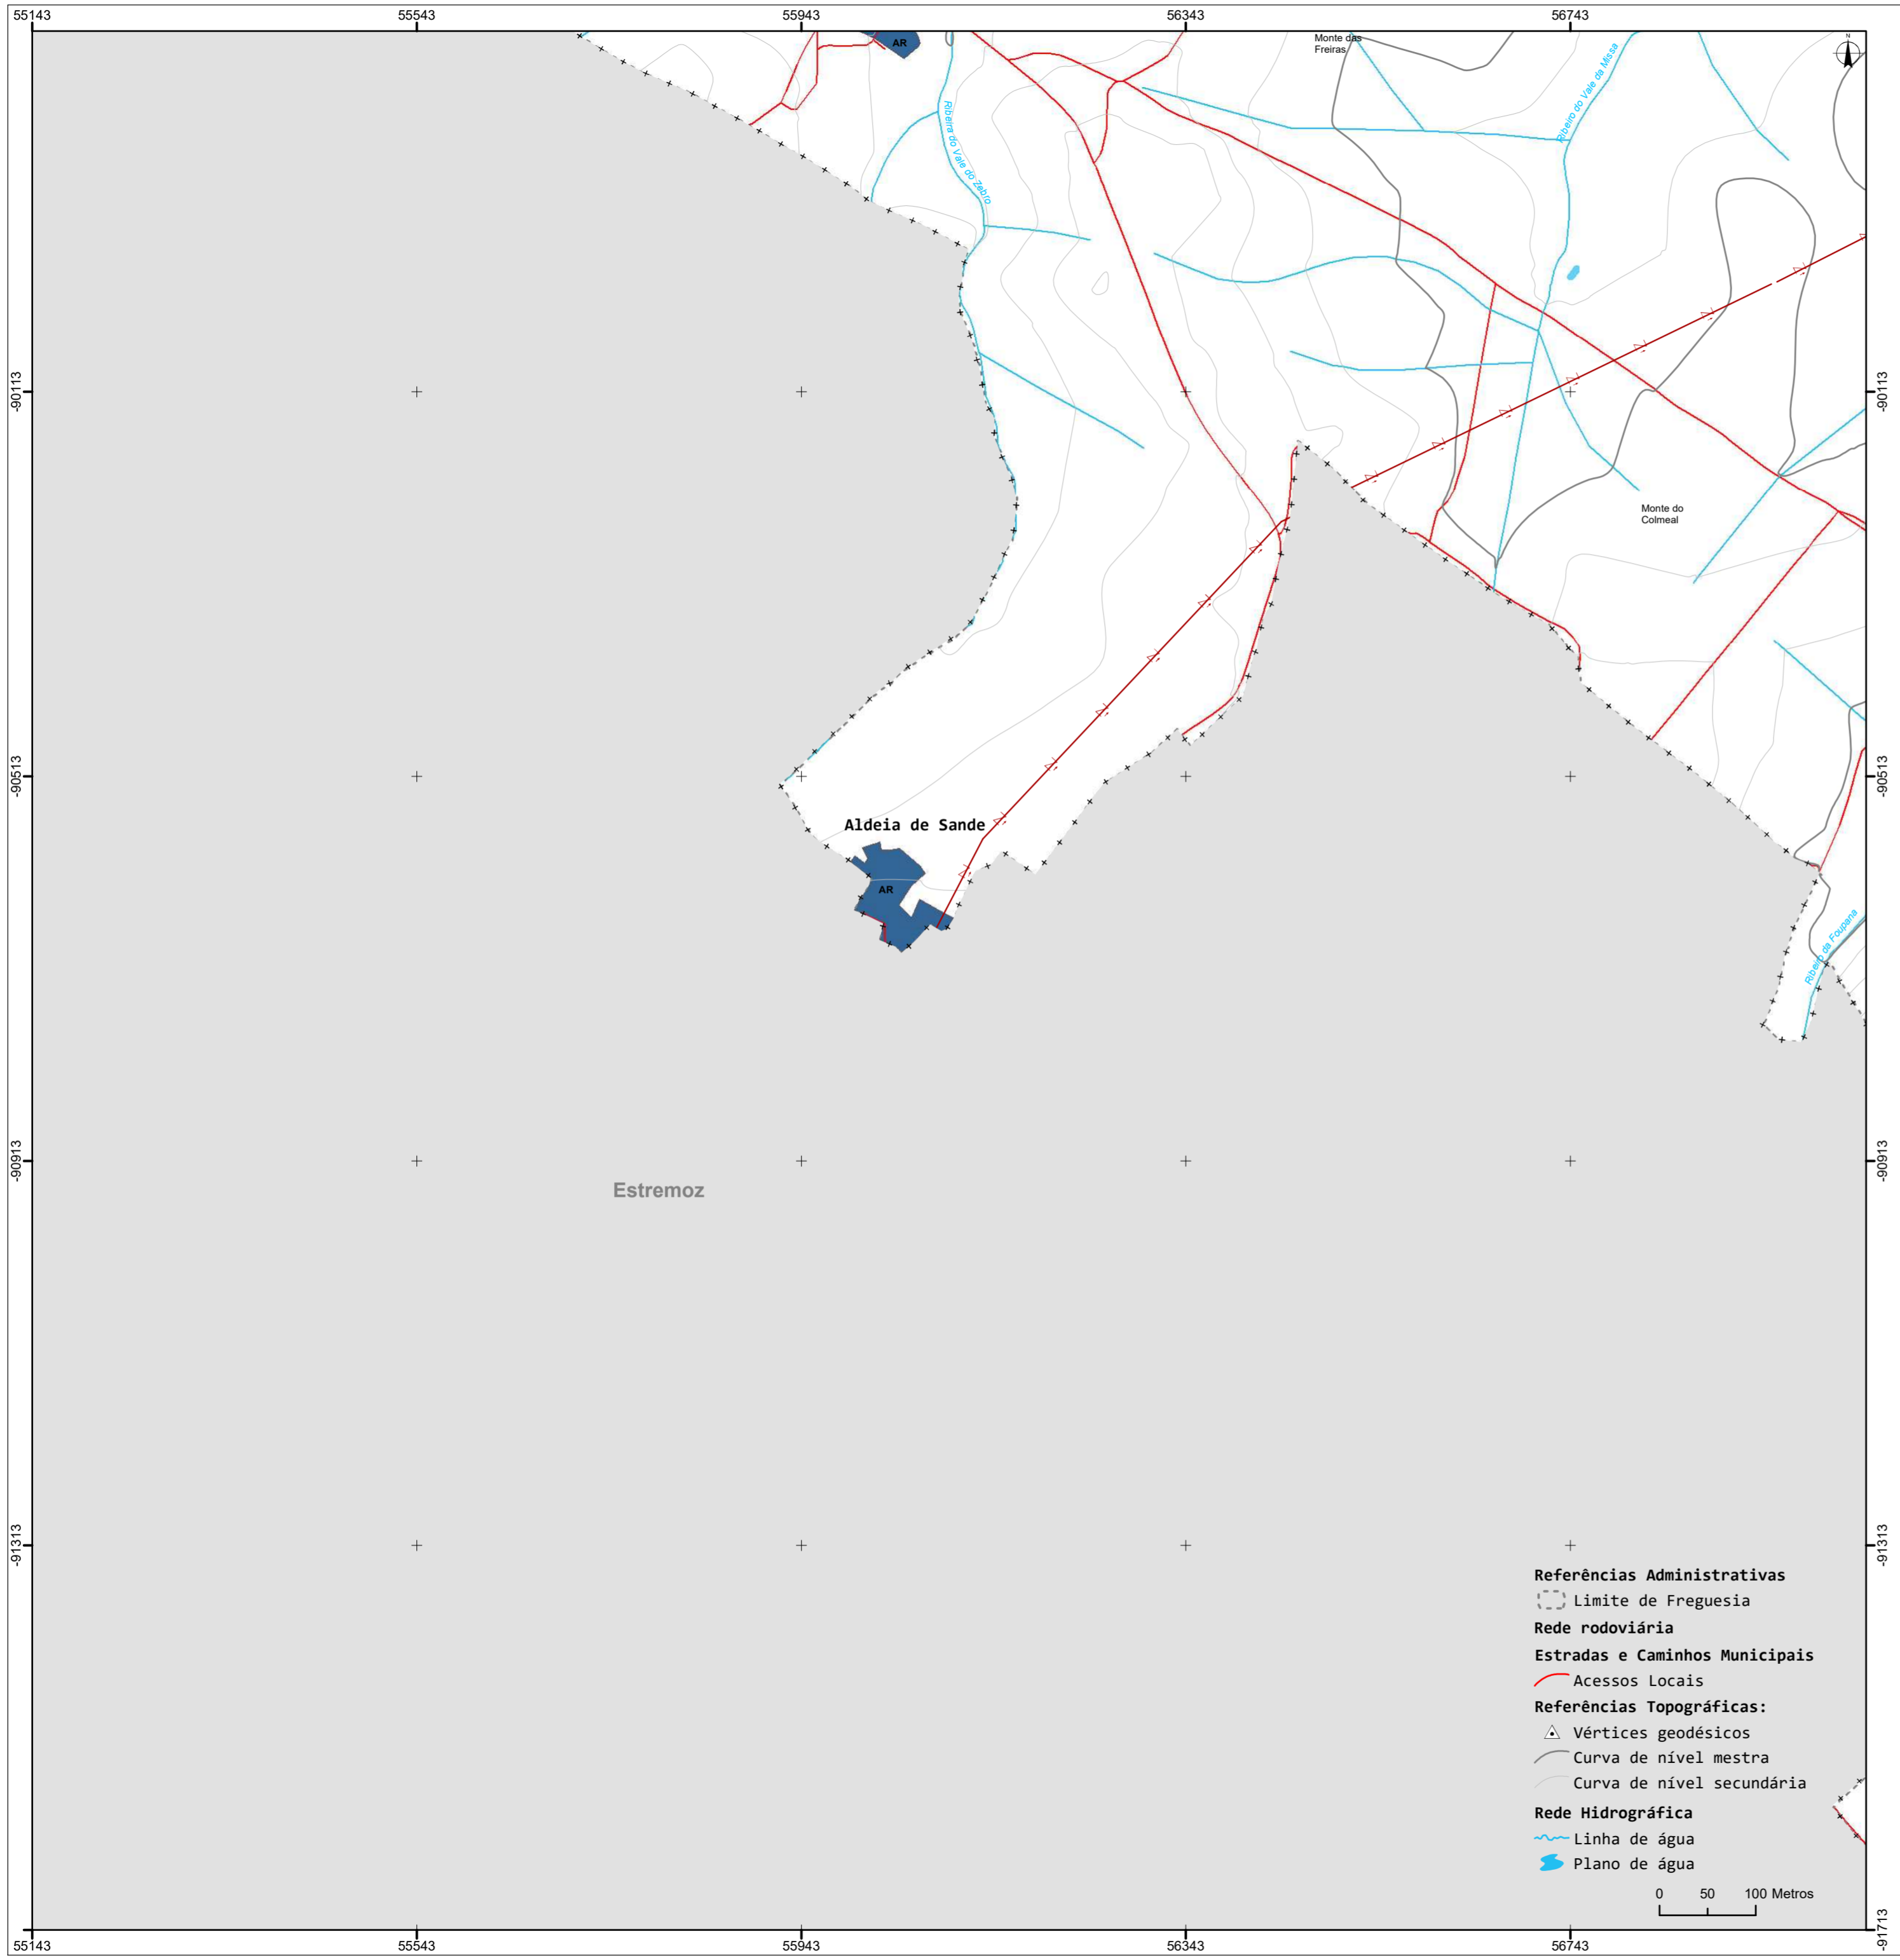 55143
55543
55943
56343
56743
AR
Monte das
Freiras
N
Ribeiro do Vale da Missa
Ribeira do Vale do Zebro
-90113
-90113
Monte do
Colmeal
-90513
-90513
Aldeia de Sande
AR
Ribeiro da Foupana
-90913
-90913
Estremoz
-91313
-91313
Referências Administrativas
Limite de Freguesia
Rede rodoviária
Estradas e Caminhos Municipais
Acessos Locais
Referências Topográficas:
Vértices geodésicos
Curva de nível mestra
Curva de nível secundária
Rede Hidrográfica
Linha de água
Plano de água
0 50 100 Metros
-91713
55143
55543
55943
56343
56743